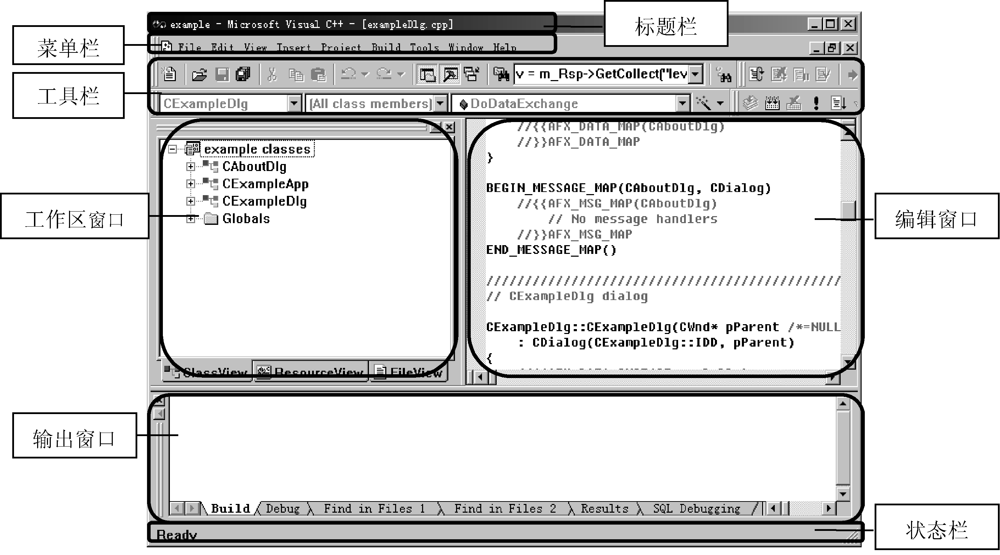 标题栏
example - Microsoft Visual C++ - [exampleDlg.cpp]
菜单栏
File Edit View Insert Project Build Tools Window Help
工具栏
v = m_Rsp->GetCollect("lev
CExampleDlg (All class members) DoDataExchange
工作区窗口
example classes
CAboutDlg
CExampleApp
CExampleDlg
Globals
ClassView ResourceView FileView
编辑窗口
//{{AFX_DATA_MAP(CAboutDlg)
//}}AFX_DATA_MAP
}
BEGIN_MESSAGE_MAP(CAboutDlg, CDialog)
//{{AFX_MSG_MAP(CAboutDlg)
// No message handlers
//}}AFX_MSG_MAP
END_MESSAGE_MAP()
//////////////////////////////////////////////
// CExampleDlg dialog
CExampleDlg::CExampleDlg(CWnd* pParent /*=NULL
: CDialog(CExampleDlg::IDD, pParent)
{
输出窗口
Build Debug Find in Files 1 Find in Files 2 Results SQL Debugging
状态栏
Ready